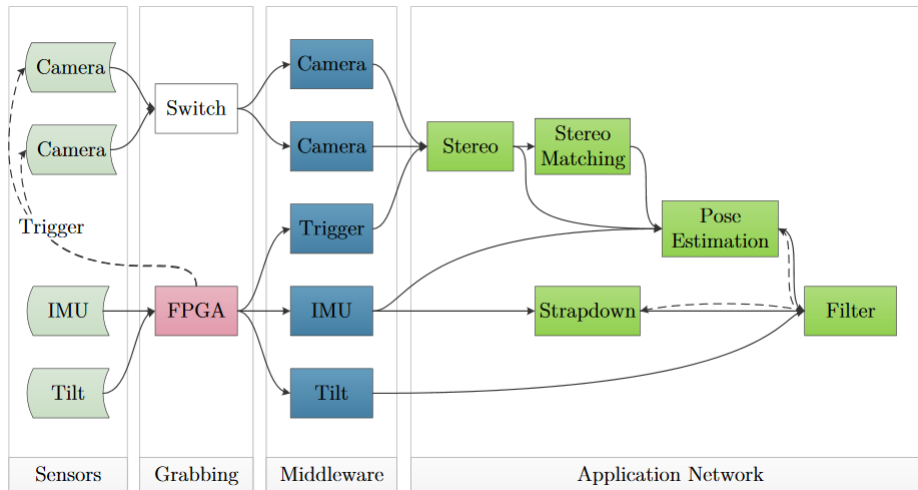 Camera
Camera
Trigger
IMU
Tilt
Switch
FPGA
Camera
Camera
Trigger
IMU
Tilt
Stereo
Stereo
Matching
Pose
Estimation
Strapdown
Filter
Sensors
Grabbing
Middleware
Application Network